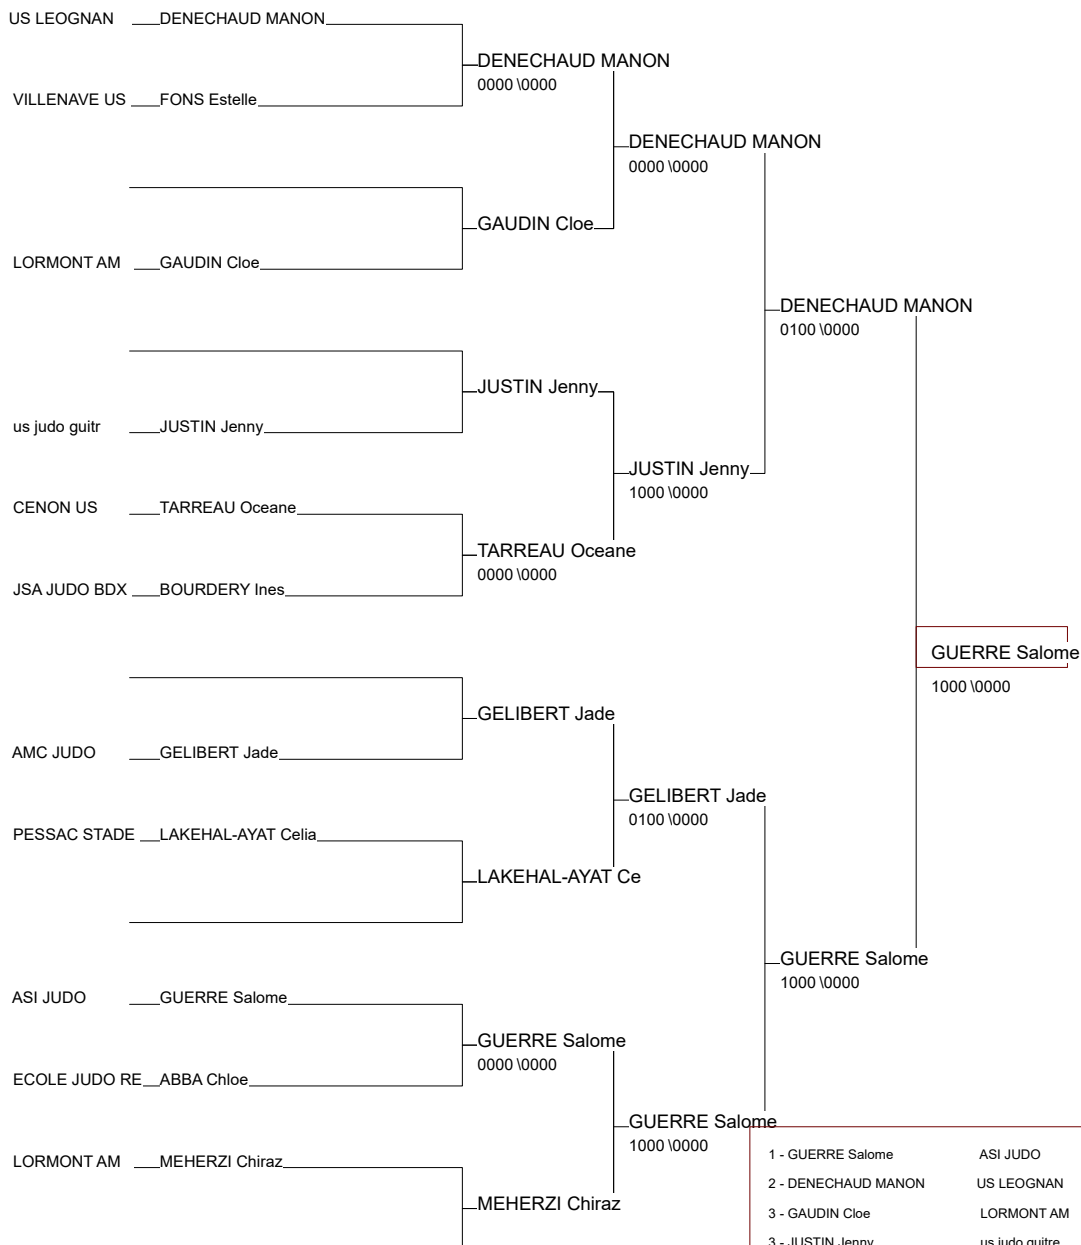 US LEOGNAN DENECHAUD MANON
DENECHAUD MANON
0000 \0000
VILLENAVE US FONS Estelle
DENECHAUD MANON
0000 \0000
GAUDIN Cloe
LORMONT AM GAUDIN Cloe
DENECHAUD MANON
0100 \0000
JUSTIN Jenny
us judo guitr JUSTIN Jenny
JUSTIN Jenny
1000 \0000
CENON US TARREAU Oceane
TARREAU Oceane
0000 \0000
JSA JUDO BDX BOURDERY Ines
GUERRE Salome
1000 \0000
GELIBERT Jade
AMC JUDO GELIBERT Jade
GELIBERT Jade
0100 \0000
PESSAC STADE LAKEHAL-AYAT Celia
LAKEHAL-AYAT Ce
GUERRE Salome
1000 \0000
ASI JUDO GUERRE Salome
GUERRE Salome
0000 \0000
ECOLE JUDO RE ABBA Chloe
GUERRE Salome
1000 \0000
LORMONT AM MEHERZI Chiraz
MEHERZI Chiraz
1 - GUERRE Salome ASI JUDO
2 - DENECHAUD MANON US LEOGNAN
3 - GAUDIN Cloe LORMONT AM
3 - JUSTIN Jenny us judo guitre